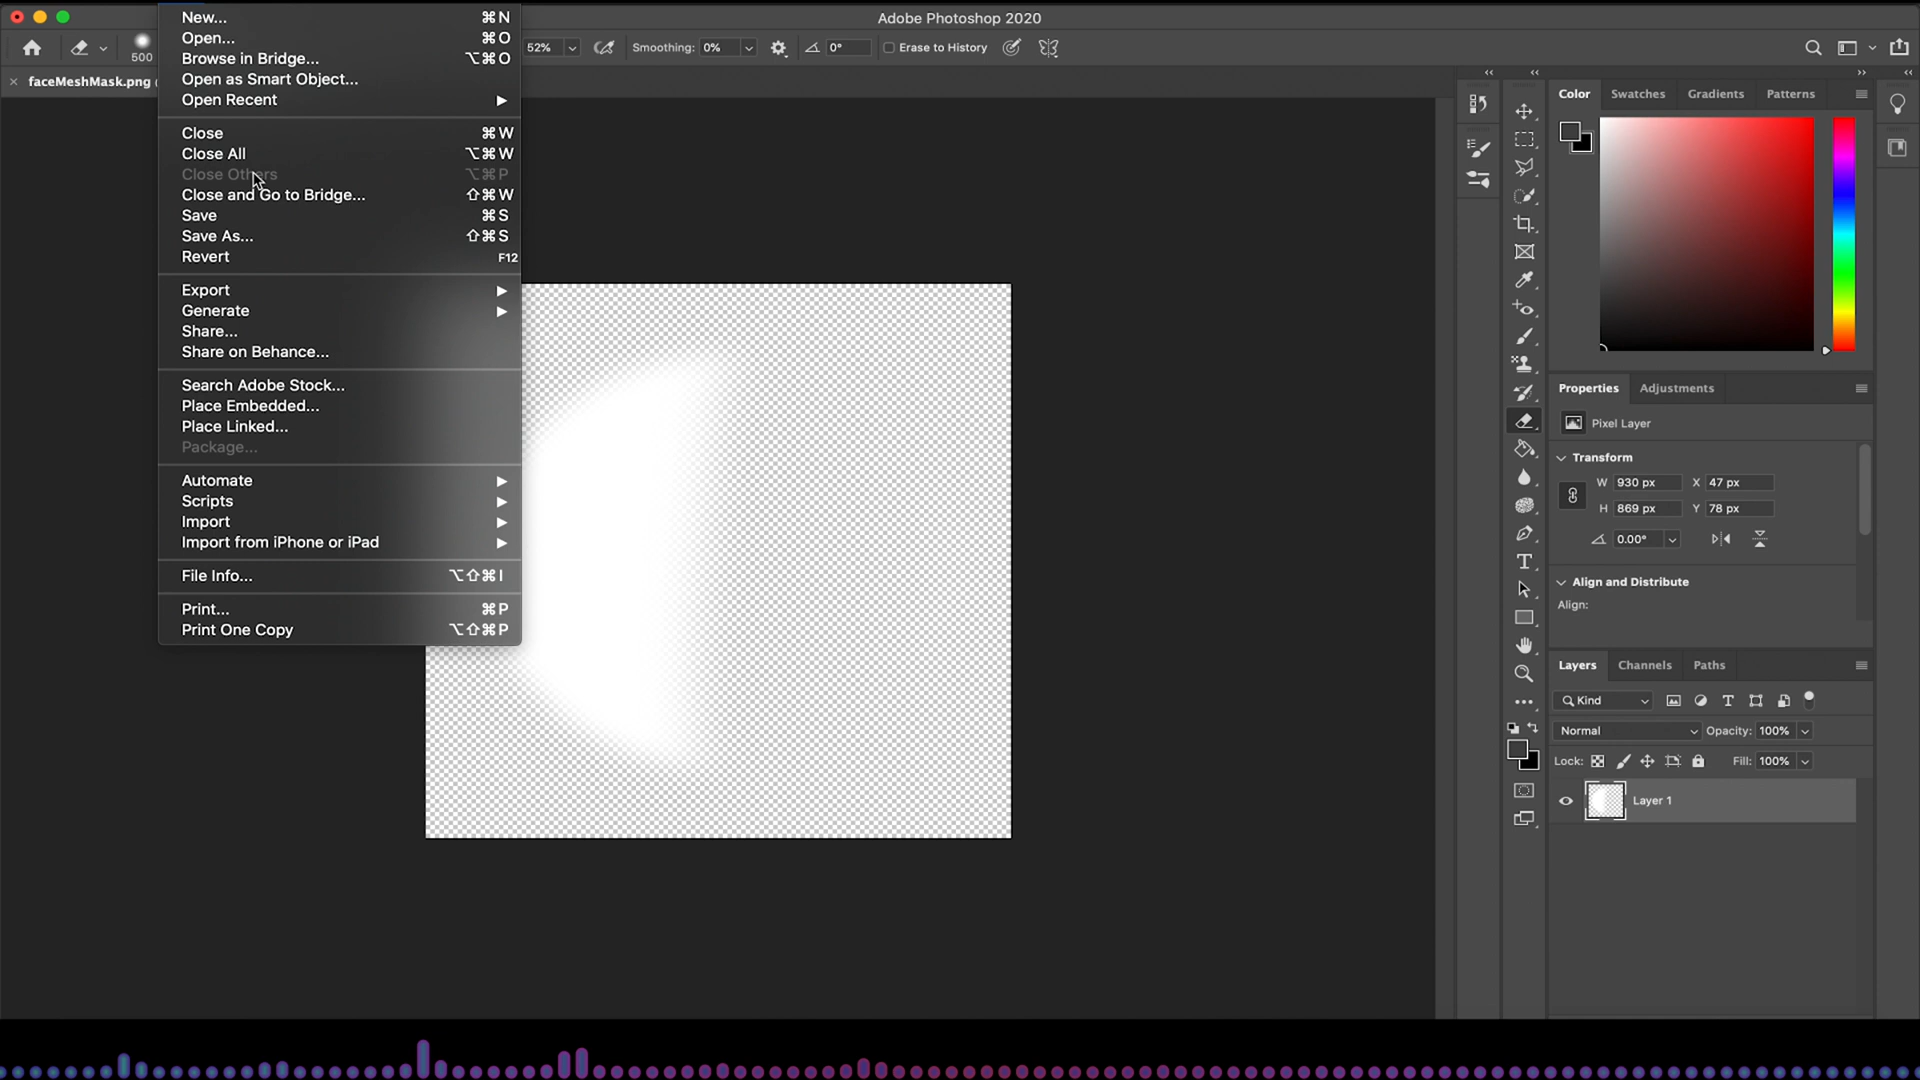 Adobe Photoshop 2020
500
52%
Smoothing: 0%
0°
Erase to History
faceMeshMask.png
New... ⌘N
Open... ⌘O
Browse in Bridge... ⌥⌘O
Open as Smart Object...
Open Recent
Close ⌘W
Close All ⌥⌘W
Close Others ⌥⌘P
Close and Go to Bridge... ⇧⌘W
Save ⌘S
Save As... ⇧⌘S
Revert F12
Export
Generate
Share...
Share on Behance...
Search Adobe Stock...
Place Embedded...
Place Linked...
Package...
Automate
Scripts
Import
Import from iPhone or iPad
File Info... ⌥⇧⌘I
Print... ⌘P
Print One Copy ⌥⇧⌘P
Color Swatches Gradients Patterns
Properties Adjustments
Pixel Layer
Transform
W 930 px X 47 px
H 869 px Y 78 px
0.00°
Align and Distribute
Align:
Layers Channels Paths
Kind
Normal Opacity: 100%
Lock: Fill: 100%
Layer 1